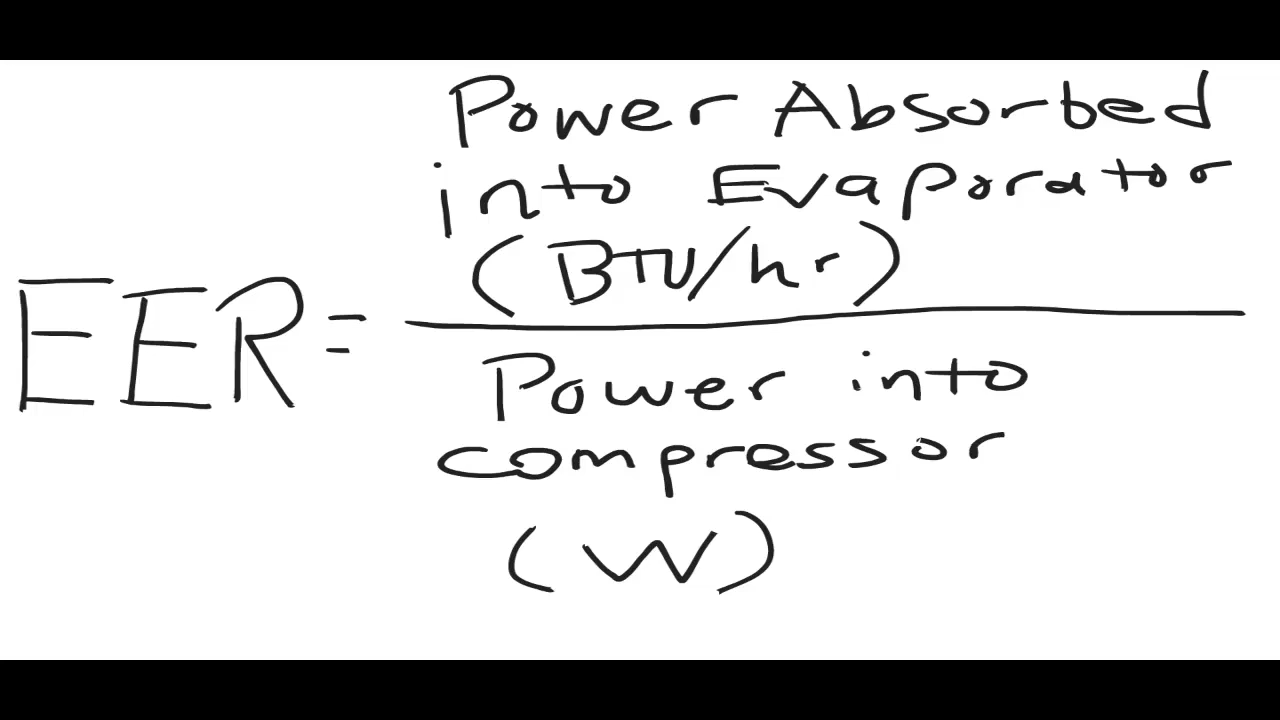 Power Absorbed
into Evaporator
(BTU/hr)
EER=
Power into
compressor
(W)